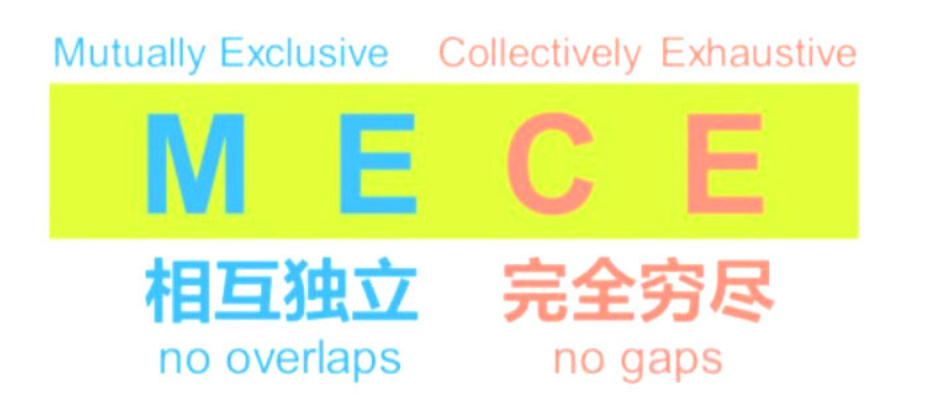 Mutually Exclusive Collectively Exhaustive
M E C E
相互独立 完全穷尽
no overlaps no gaps